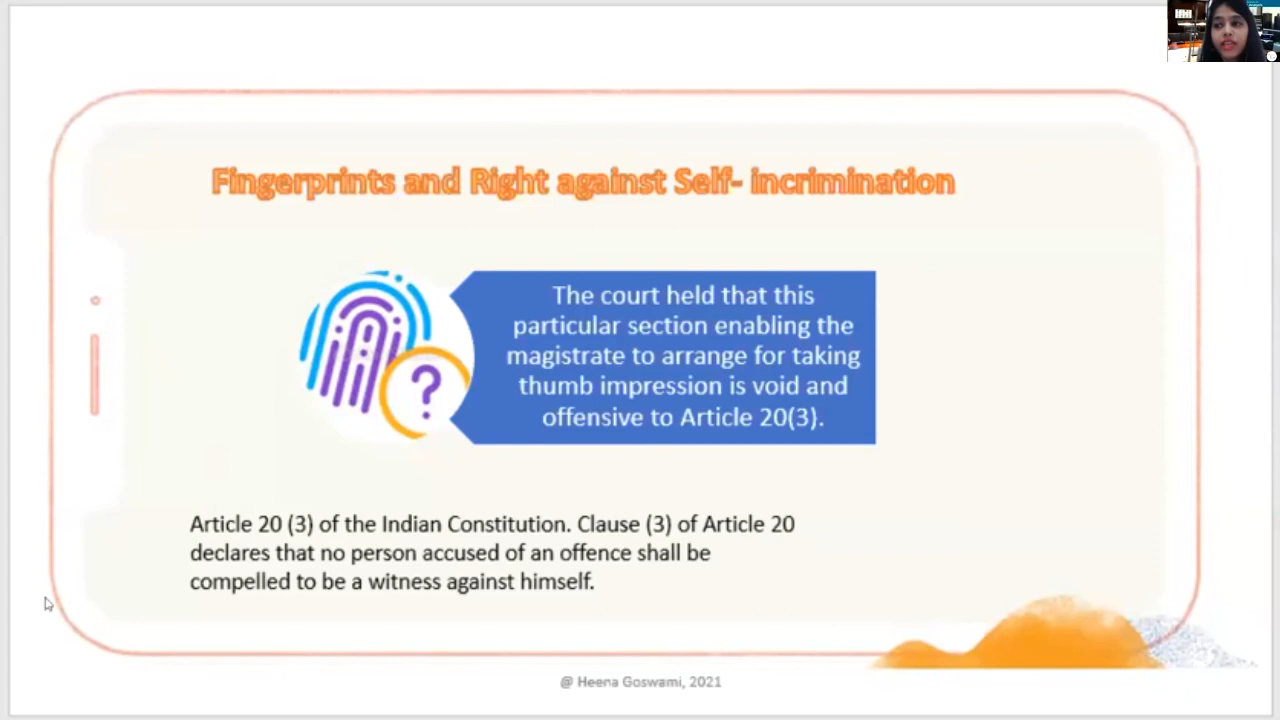 Fingerprints and Right against Self- incrimination
The court held that this
particular section enabling the
magistrate to arrange for taking
thumb impression is void and
offensive to Article 20(3).
?
Article 20 (3) of the Indian Constitution. Clause (3) of Article 20
declares that no person accused of an offence shall be
compelled to be a witness against himself.
@ Heena Goswami, 2021